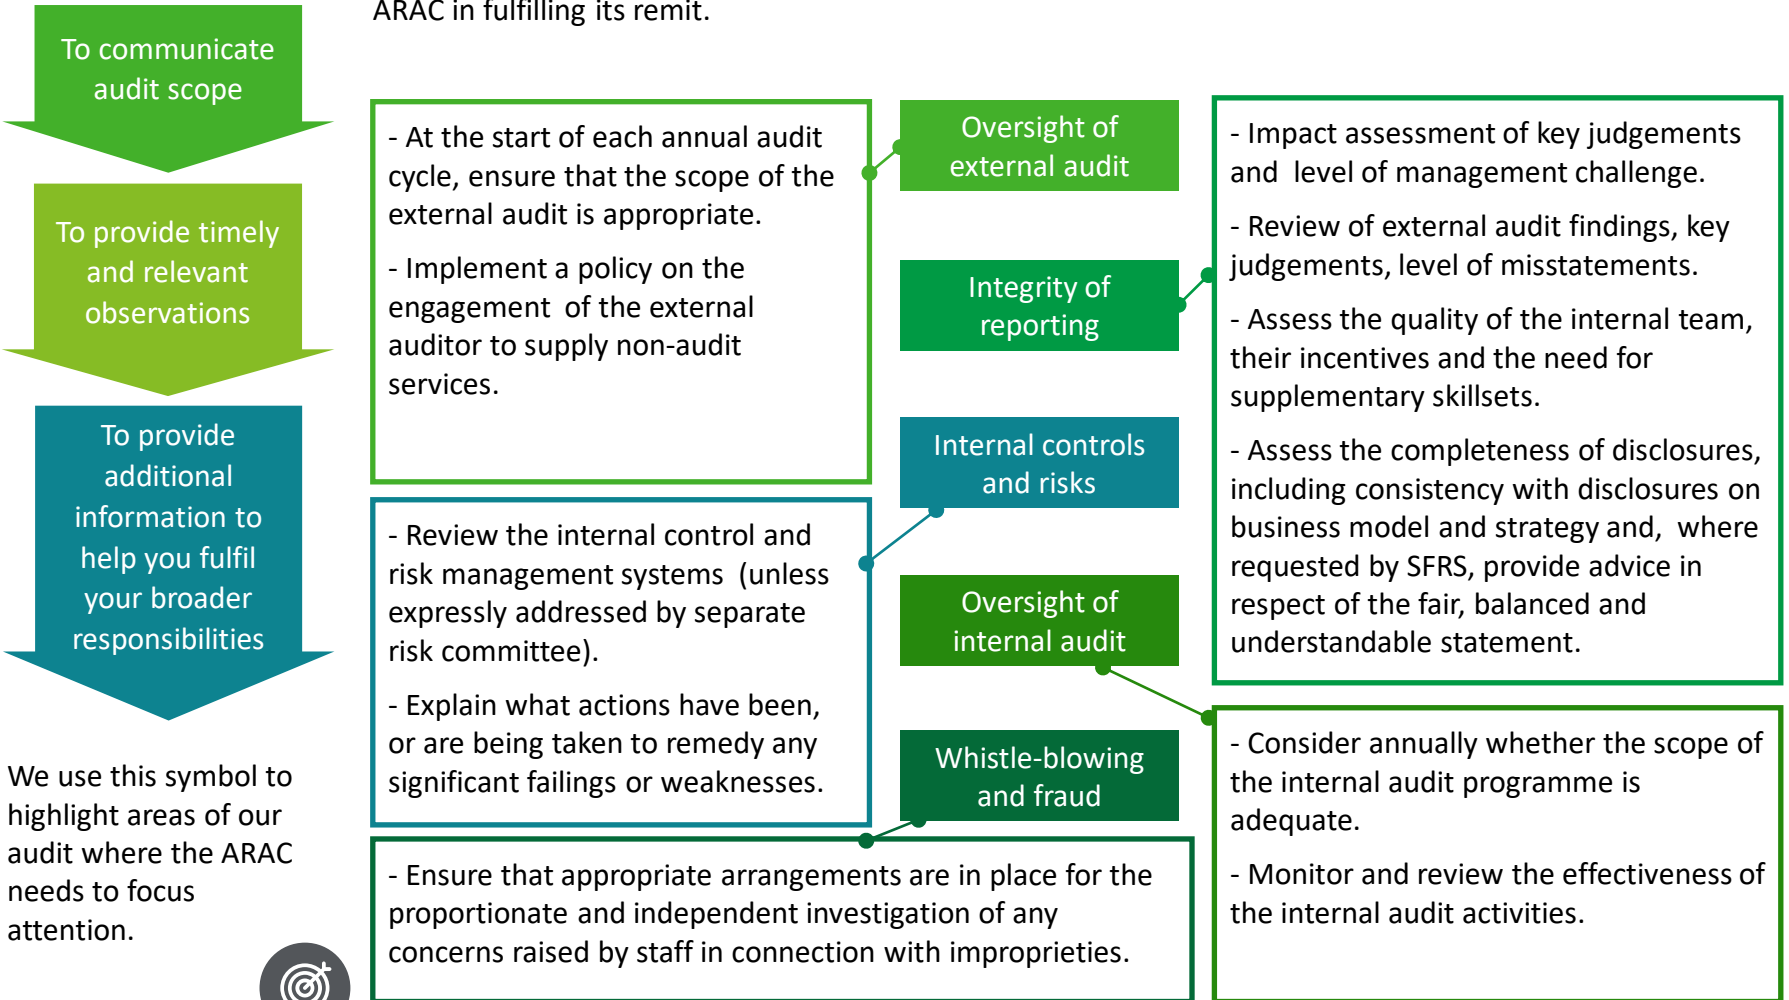 ARAC in fulfilling its remit.
To communicate
audit scope
To provide timely
and relevant
observations
To provide
additional
information to
help you fulfil
your broader
responsibilities
We use this symbol to
highlight areas of our
audit where the ARAC
needs to focus
attention.
- At the start of each annual audit
cycle, ensure that the scope of the
external audit is appropriate.
- Implement a policy on the
engagement  of the external
auditor to supply non-audit
services.
Oversight of
external audit
Integrity of
reporting
- Impact assessment of key judgements
and  level of management challenge.
- Review of external audit findings, key
judgements, level of misstatements.
- Assess the quality of the internal team,
their incentives and the need for
supplementary skillsets.
- Assess the completeness of disclosures,
including consistency with disclosures on
business model and strategy and,  where
requested by SFRS, provide advice in
respect of the fair, balanced and
understandable statement.
Internal controls
and risks
- Review the internal control and
risk management systems  (unless
expressly addressed by separate
risk committee).
- Explain what actions have been,
or are being taken to remedy any
significant failings or weaknesses.
Oversight of
internal audit
- Consider annually whether the scope of
the internal audit programme is
adequate.
- Monitor and review the effectiveness of
the internal audit activities.
Whistle-blowing
and fraud
- Ensure that appropriate arrangements are in place for the
proportionate and independent investigation of any
concerns raised by staff in connection with improprieties.